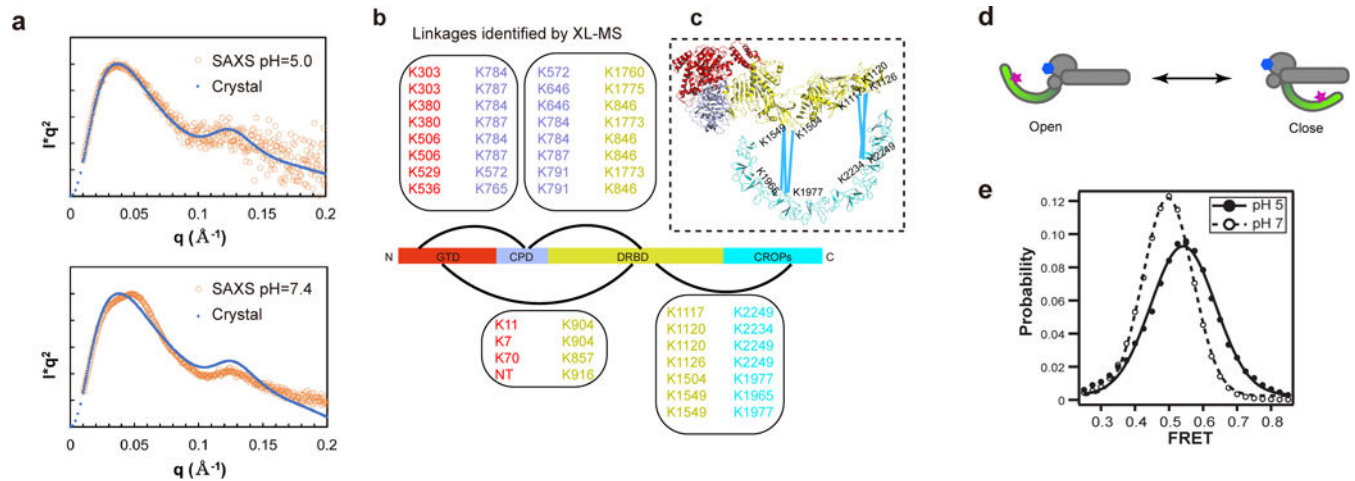 a
SAXS pH=5.0
Crystal
I*q²
0 0.05 0.1 0.15 0.2
q (Å⁻¹)
SAXS pH=7.4
Crystal
I*q²
0 0.05 0.1 0.15 0.2
q (Å⁻¹)
b
Linkages identified by XL-MS
K303 K784
K303 K787
K380 K784
K380 K787
K506 K784
K506 K787
K529 K572
K536 K765
K572 K1760
K646 K1775
K646 K846
K784 K1773
K784 K846
K787 K846
K791 K1773
K791 K846
N GTD CPD DRBD CROPs C
K11 K904
K7 K904
K70 K857
NT K916
K1117 K2249
K1120 K2234
K1120 K2249
K1126 K2249
K1504 K1977
K1549 K1965
K1549 K1977
c
K1120
K1126
K1549
K1504
K2249
K2234
K1977
d
Open
Close
e
pH 5
pH 7
Probability
0.12
0.10
0.08
0.06
0.04
0.02
0
0.3 0.4 0.5 0.6 0.7 0.8
FRET